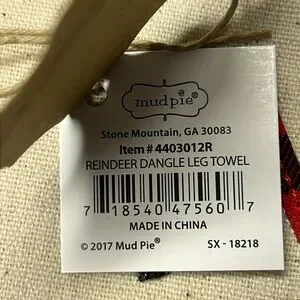 mudpie®
Stone Mountain, GA 30083
Item # 4403012R
REINDEER DANGLE LEG TOWEL
7 18540 47560 7
MADE IN CHINA
© 2017 Mud Pie® SX - 18218